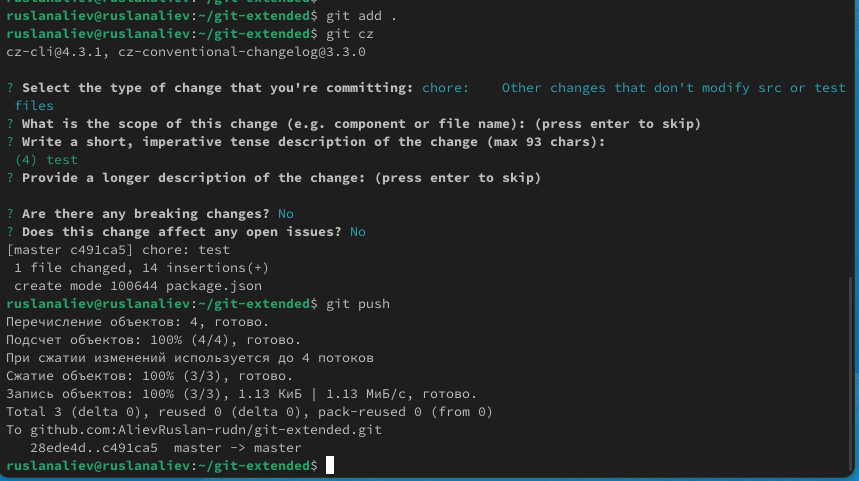 ruslanaliev@ruslanaliev:~/git-extended$ git add .
ruslanaliev@ruslanaliev:~/git-extended$ git cz
cz-cli@4.3.1, cz-conventional-changelog@3.3.0
? Select the type of change that you're committing: chore:    Other changes that don't modify src or test
files
? What is the scope of this change (e.g. component or file name): (press enter to skip)
? Write a short, imperative tense description of the change (max 93 chars):
(4) test
? Provide a longer description of the change: (press enter to skip)
? Are there any breaking changes? No
? Does this change affect any open issues? No
[master c491ca5] chore: test
1 file changed, 14 insertions(+)
create mode 100644 package.json
ruslanaliev@ruslanaliev:~/git-extended$ git push
Перечисление объектов: 4, готово.
Подсчет объектов: 100% (4/4), готово.
При сжатии изменений используется до 4 потоков
Сжатие объектов: 100% (3/3), готово.
Запись объектов: 100% (3/3), 1.13 КиБ | 1.13 МиБ/с, готово.
Total 3 (delta 0), reused 0 (delta 0), pack-reused 0 (from 0)
To github.com:AlievRuslan-rudn/git-extended.git
28ede4d..c491ca5  master -> master
ruslanaliev@ruslanaliev:~/git-extended$